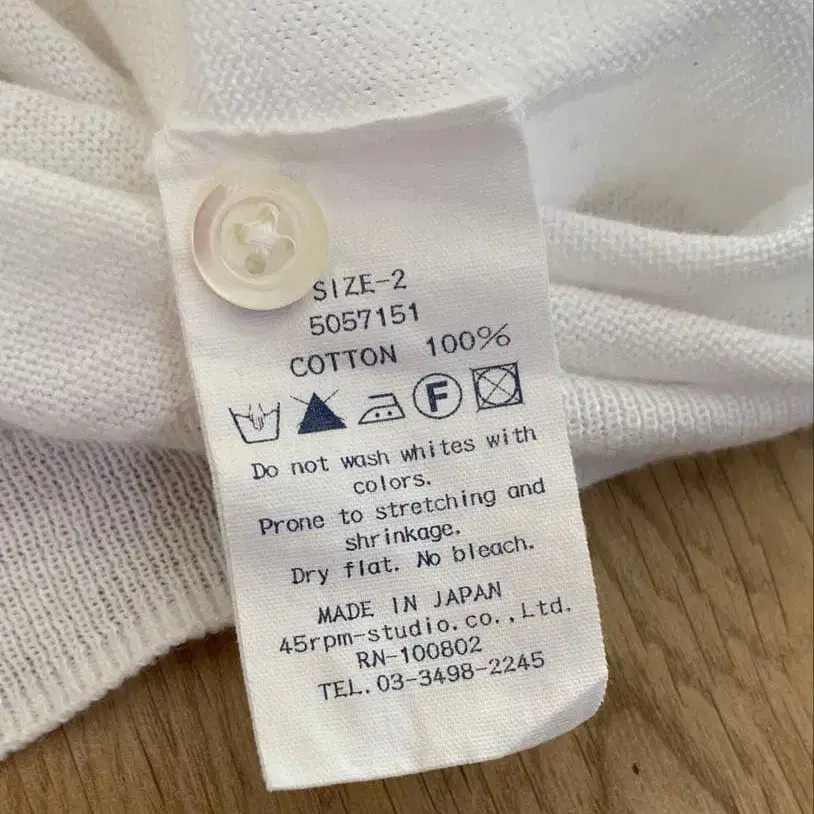 SIZE-2
5057151
COTTON 100%
F
Do not wash whites with
colors.
Prone to stretching and
shrinkage.
Dry flat. No bleach.
MADE IN JAPAN
45rpm-studio.co.,Ltd.
RN-100802
TEL.03-3498-2245